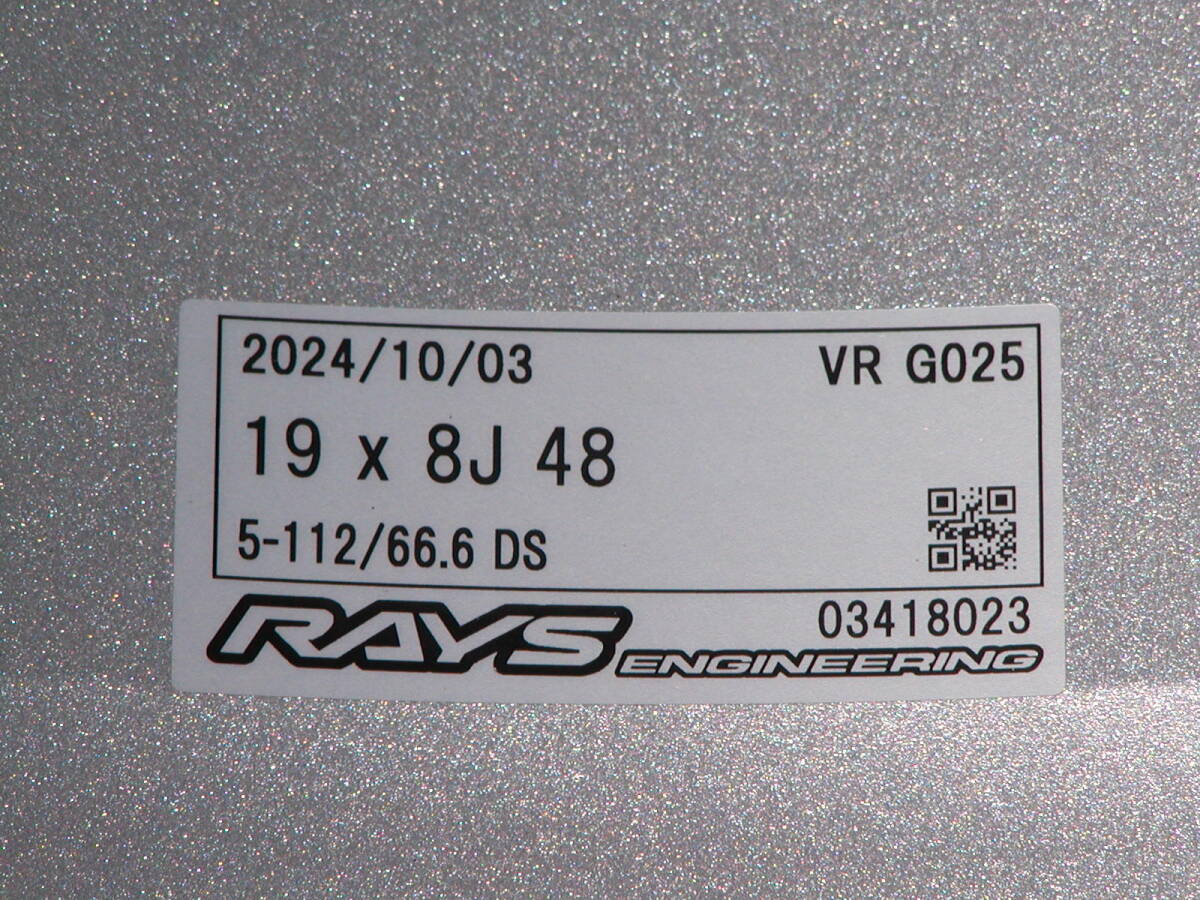 2024/10/03 VR G025
19 x 8J 48
5-112/66.6 DS
03418023
RAYS ENGINEERING